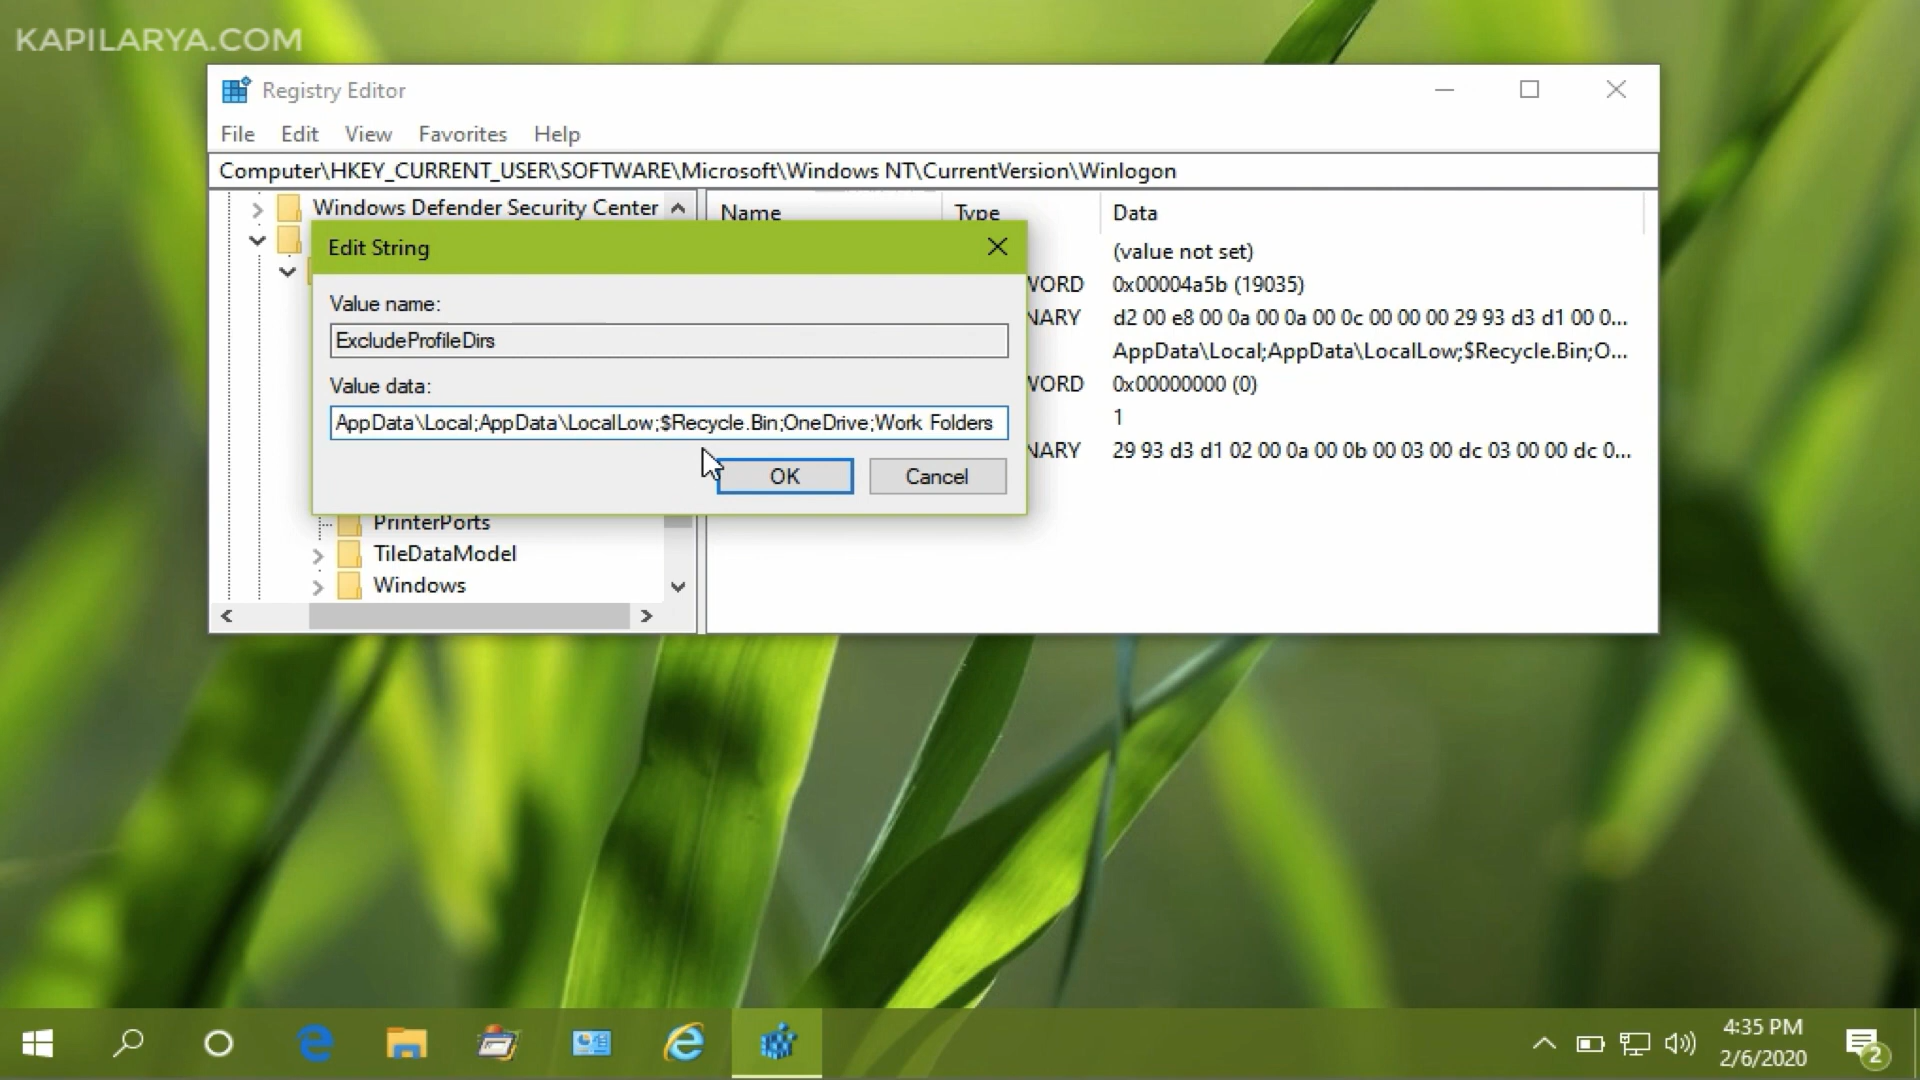 KAPILARYA.COM
Registry Editor
File Edit View Favorites Help
Computer\HKEY_CURRENT_USER\SOFTWARE\Microsoft\Windows NT\CurrentVersion\Winlogon
Windows Defender Security Center
Name Type Data
Edit String
(value not set)
WORD 0x00004a5b (19035)
Value name:
NARY d2 00 e8 00 0a 00 0a 00 0c 00 00 00 29 93 d3 d1 00 0...
ExcludeProfileDirs
AppData\Local;AppData\LocalLow;$Recycle.Bin;O...
Value data:
WORD 0x00000000 (0)
AppData\Local;AppData\LocalLow;$Recycle.Bin;OneDrive;Work Folders
1
NARY 29 93 d3 d1 02 00 0a 00 0b 00 03 00 dc 03 00 00 dc 0...
OK Cancel
PrinterPorts
TileDataModel
Windows
4:35 PM
2/6/2020
2